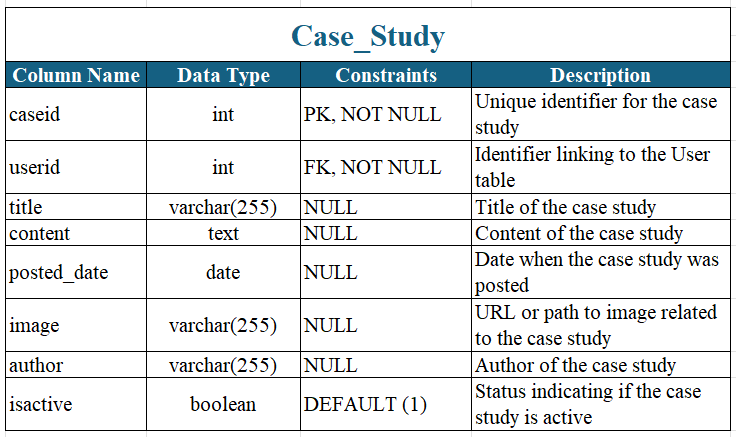 Case_Study
Column Name Data Type Constraints Description
caseid int PK, NOT NULL Unique identifier for the case
study
userid int FK, NOT NULL Identifier linking to the User
table
title varchar(255) NULL Title of the case study
content text NULL Content of the case study
posted_date date NULL Date when the case study was
posted
image varchar(255) NULL URL or path to image related
to the case study
author varchar(255) NULL Author of the case study
isactive boolean DEFAULT (1) Status indicating if the case
study is active